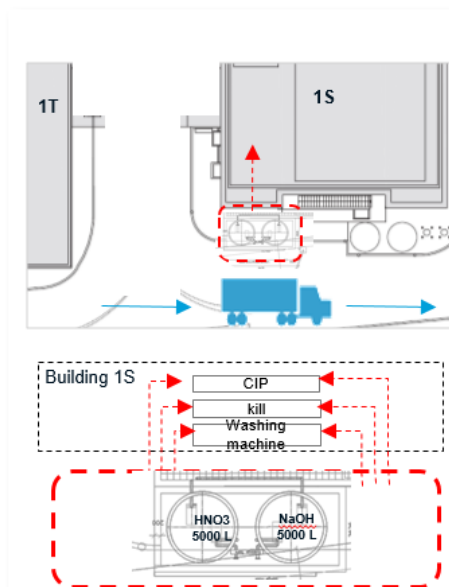 1T
1S
Building 1S
CIP
kill
Washing
machine
HNO3
5000 L
NaOH
5000 L